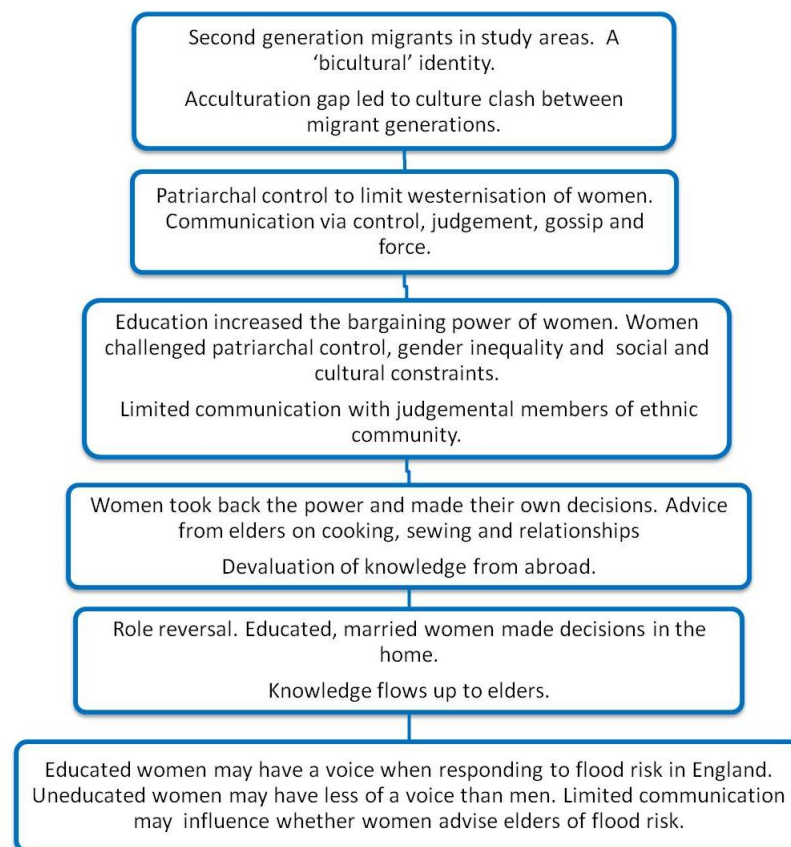 Second generation migrants in study areas.  A
‘bicultural’ identity.
Acculturation gap led to culture clash between
migrant generations.
Patriarchal control to limit westernisation of women.
Communication via control, judgement, gossip and
force.
Education increased the bargaining power of women. Women
challenged patriarchal control, gender inequality and  social and
cultural constraints.
Limited communication with judgemental members of ethnic
community.
Women took back the power and made their own decisions. Advice
from elders on cooking, sewing and relationships
Devaluation of knowledge from abroad.
Role reversal. Educated, married women made decisions in the
home.
Knowledge flows up to elders.
Educated women may have a voice when responding to flood risk in England.
Uneducated women may have less of a voice than men. Limited communication
may  influence whether women advise elders of flood risk.